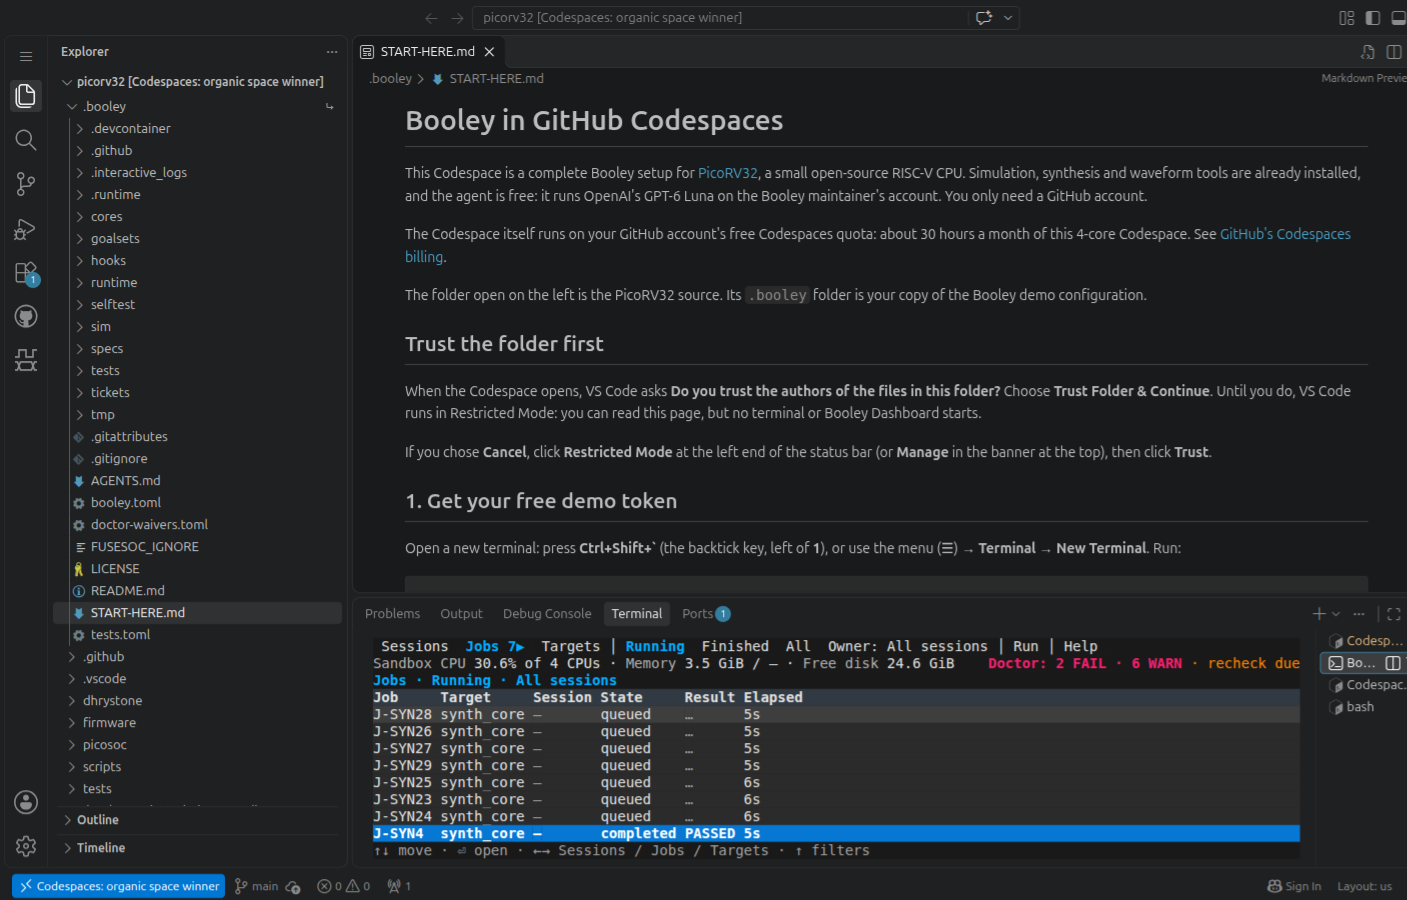 picorv32 [Codespaces: organic space winner]
Explorer
picorv32 [Codespaces: organic space winner]
.booley
.devcontainer
.github
.interactive_logs
.runtime
cores
goalsets
hooks
runtime
selftest
sim
specs
tests
tickets
tmp
.gitattributes
.gitignore
AGENTS.md
booley.toml
doctor-waivers.toml
FUSESOC_IGNORE
LICENSE
README.md
START-HERE.md
tests.toml
.github
.vscode
dhrystone
firmware
picosoc
scripts
tests
Outline
Timeline
1
START-HERE.md
.booley > START-HERE.md
Markdown Previe
Booley in GitHub Codespaces
This Codespace is a complete Booley setup for PicoRV32, a small open-source RISC-V CPU. Simulation, synthesis and waveform tools are already installed,
and the agent is free: it runs OpenAI's GPT-6 Luna on the Booley maintainer's account. You only need a GitHub account.
The Codespace itself runs on your GitHub account's free Codespaces quota: about 30 hours a month of this 4-core Codespace. See GitHub's Codespaces
billing.
The folder open on the left is the PicoRV32 source. Its .booley folder is your copy of the Booley demo configuration.
Trust the folder first
When the Codespace opens, VS Code asks Do you trust the authors of the files in this folder? Choose Trust Folder & Continue. Until you do, VS Code
runs in Restricted Mode: you can read this page, but no terminal or Booley Dashboard starts.
If you chose Cancel, click Restricted Mode at the left end of the status bar (or Manage in the banner at the top), then click Trust.
1. Get your free demo token
Open a new terminal: press Ctrl+Shift+` (the backtick key, left of 1), or use the menu (☰) → Terminal → New Terminal. Run:
Problems Output Debug Console Terminal Ports 1
Sessions Jobs 7▶ Targets | Running Finished All Owner: All sessions | Run | Help
Sandbox CPU 30.6% of 4 CPUs · Memory 3.5 GiB / — · Free disk 24.6 GiB Doctor: 2 FAIL · 6 WARN · recheck due
Jobs · Running · All sessions
Job Target Session State Result Elapsed
J-SYN28 synth_core — queued … 5s
J-SYN26 synth_core — queued … 5s
J-SYN27 synth_core — queued … 5s
J-SYN29 synth_core — queued … 5s
J-SYN25 synth_core — queued … 6s
J-SYN23 synth_core — queued … 6s
J-SYN24 synth_core — queued … 6s
J-SYN4 synth_core — completed PASSED 5s
↑↓ move · ⏎ open · ←→ Sessions / Jobs / Targets · ↑ filters
Codesp...
Bo...
Codespac.
bash
Codespaces: organic space winner main 0 0 1 Sign In Layout: us